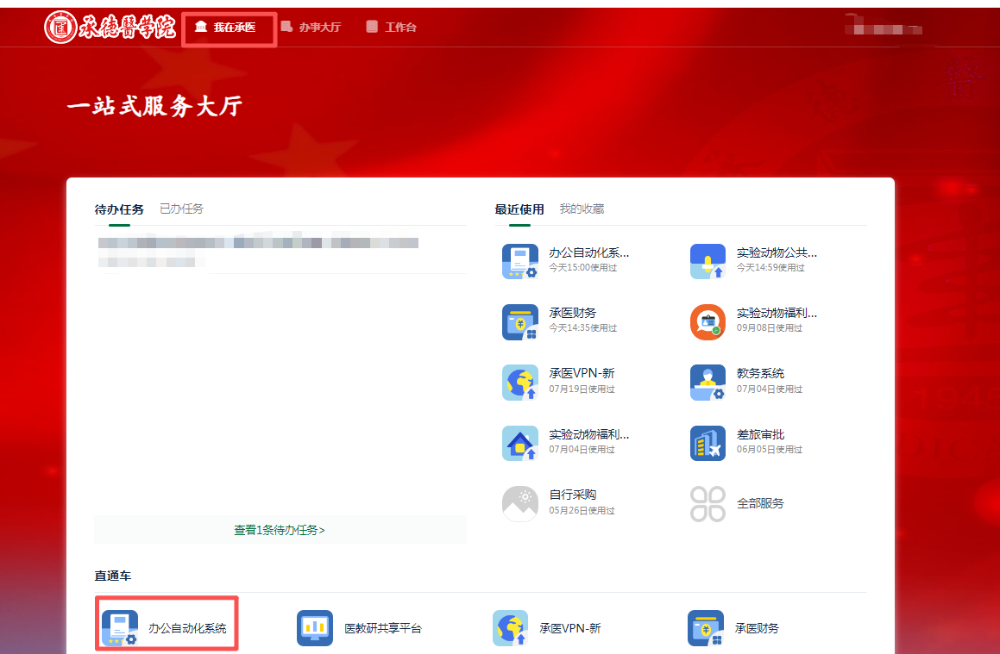 承德醫学院
我在承医
办事大厅
工作台
一站式服务大厅
待办任务
已办任务
查看1条待办任务>
最近使用
我的收藏
办公自动化系...
今天15:00使用过
实验动物公共...
今天14:59使用过
承医财务
今天14:35使用过
实验动物福利...
09月08日使用过
承医VPN-新
07月19日使用过
教务系统
07月04日使用过
实验动物福利...
07月04日使用过
差旅审批
06月05日使用过
自行采购
05月26日使用过
全部服务
直通车
办公自动化系统
医教研共享平台
承医VPN-新
承医财务